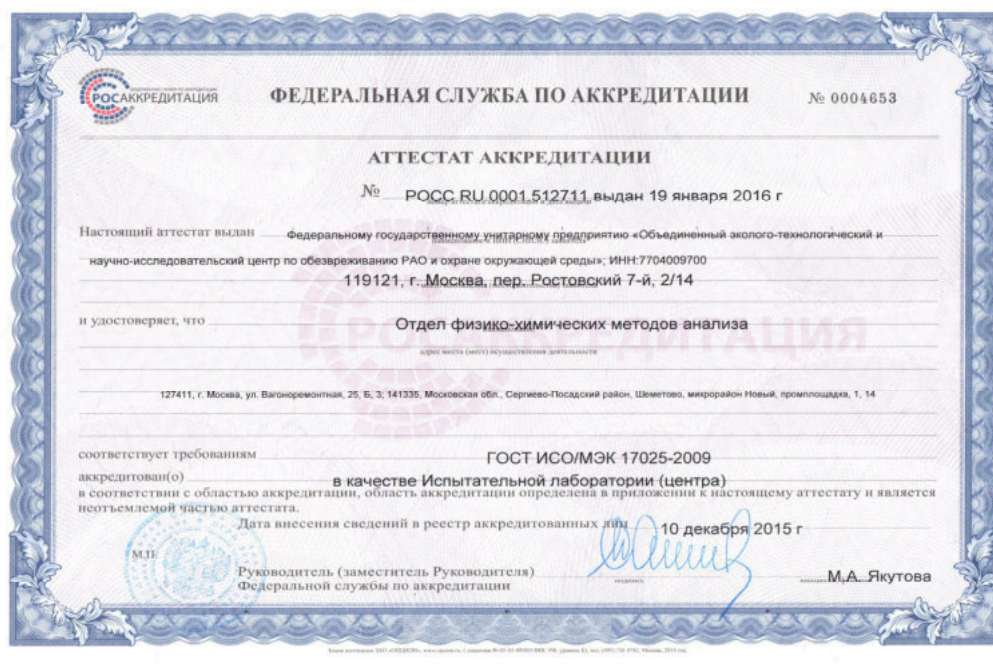 РОСАККРЕДИТАЦИЯ
ФЕДЕРАЛЬНАЯ СЛУЖБА ПО АККРЕДИТАЦИИ
№ 0004653
АТТЕСТАТ АККРЕДИТАЦИИ
№ РОСС RU.0001.512711 выдан 19 января 2016 г
Настоящий аттестат выдан Федеральному государственному унитарному предприятию «Объединенный эколого-технологический и
научно-исследовательский центр по обезвреживанию РАО и охране окружающей среды»; ИНН:7704009700
119121, г. Москва, пер. Ростовский 7-й, 2/14
и удостоверяет, что Отдел физико-химических методов анализа
РОСАККРЕДИТАЦИЯ
адрес места (мест) осуществления деятельности
127411, г. Москва, ул. Вагоноремонтная, 25, Б, 3; 141335, Московская обл., Сергиево-Посадский район, Шеметово, микрорайон Новый, промплощадка, 1, 14
соответствует требованиям ГОСТ ИСО/МЭК 17025-2009
аккредитован(о) в качестве Испытательной лаборатории (центра)
в соответствии с областью аккредитации, область аккредитации определена в приложении к настоящему аттестату и является
неотъемлемой частью аттестата.
Дата внесения сведений в реестр аккредитованных лиц 10 декабря 2015 г
М.П.
Руководитель (заместитель Руководителя)
Федеральной службы по аккредитации
подпись
М.А. Якутова